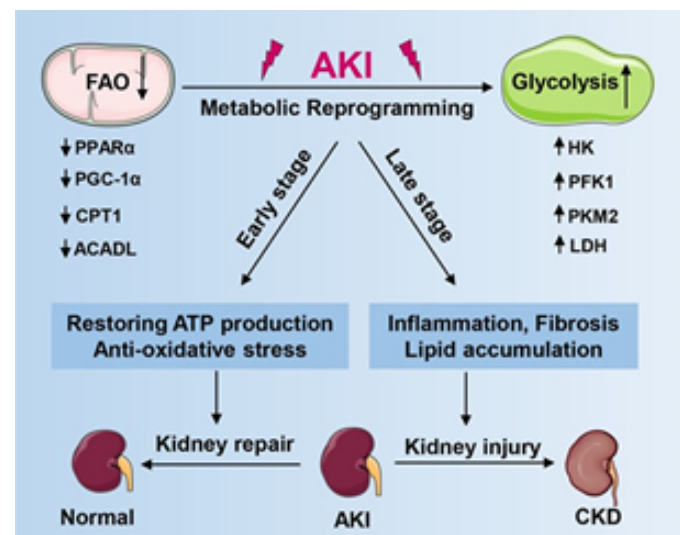 AKI
FAO
Glycolysis
Metabolic Reprogramming
PPARα
PGC-1α
CPT1
ACADL
HK
PFK1
PKM2
LDH
Early stage
Late stage
Restoring ATP production
Anti-oxidative stress
Inflammation, Fibrosis
Lipid accumulation
Kidney repair
Kidney injury
Normal
AKI
CKD